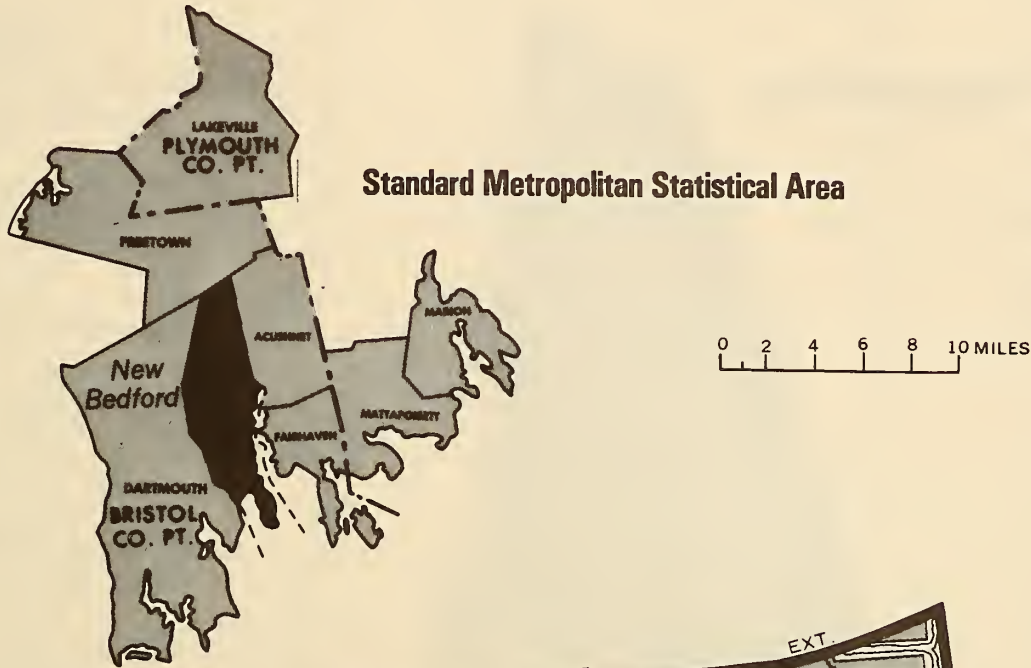 LAKEVILLE
PLYMOUTH
CO. PT.
Standard Metropolitan Statistical Area
FREETOWN
MARION
ACUSHNET
0 2 4 6 8 10 MILES
New
Bedford
MATTAPOISETT
FAIRHAVEN
DARTMOUTH
BRISTOL
CO. PT.
EXT.